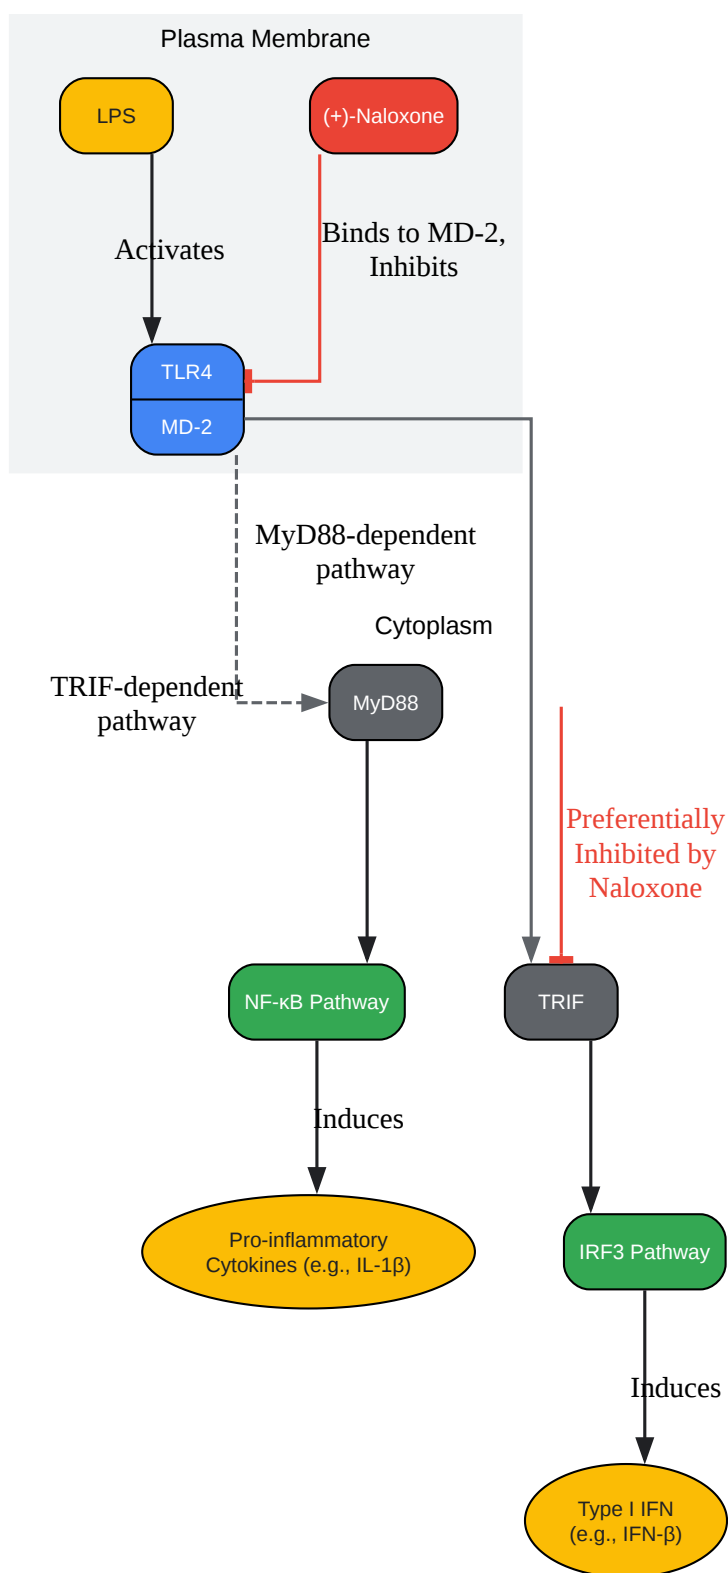 Plasma Membrane
LPS
(+)-Naloxone
Activates
Binds to MD-2,
Inhibits
TLR4
MD-2
MyD88-dependent
pathway
Cytoplasm
TRIF-dependent
pathway
MyD88
Preferentially
Inhibited by
Naloxone
NF-κB Pathway
TRIF
Induces
Pro-inflammatory
Cytokines (e.g., IL-1β)
IRF3 Pathway
Induces
Type I IFN
(e.g., IFN-β)